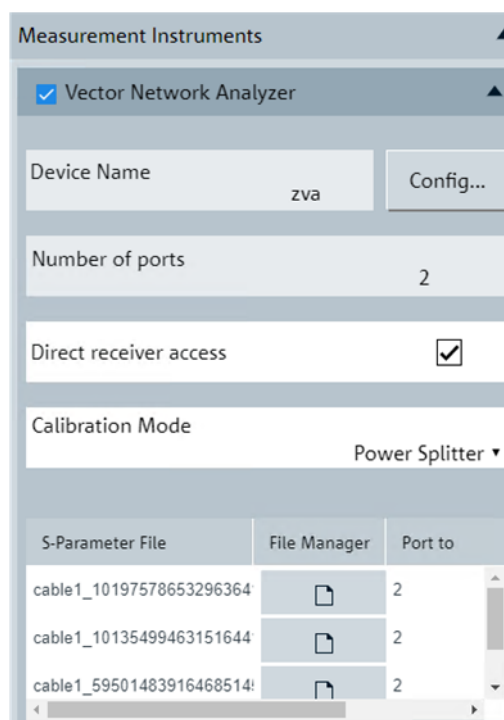 Measurement Instruments
Vector Network Analyzer
Device Name
zva
Config...
Number of ports
2
Direct receiver access
Calibration Mode
Power Splitter
S-Parameter File File Manager Port to
cable1_10197578653296364 2
cable1_10135499463151644 2
cable1_59501483916468514 2